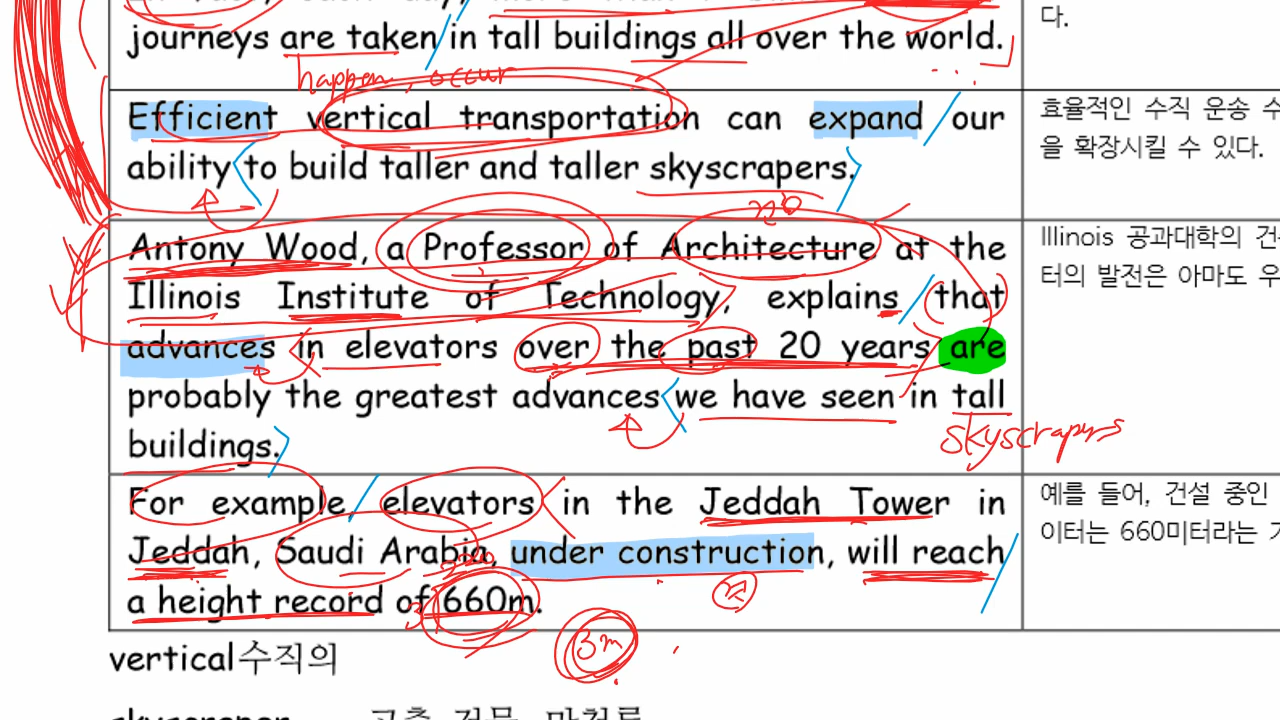 journeys are taken in tall buildings all over the world.
다.
happen, occur
Efficient vertical transportation can expand our
효율적인 수직 운송 수
ability to build taller and taller skyscrapers.
을 확장시킬 수 있다.
Antony Wood, a Professor of Architecture at the
Illinois 공과대학의 건
Illinois Institute of Technology, explains that
터의 발전은 아마도 우
advances in elevators over the past 20 years are
probably the greatest advances we have seen in tall
skyscrapers
buildings.
For example, elevators in the Jeddah Tower in
예를 들어, 건설 중인
Jeddah, Saudi Arabia, under construction, will reach
이터는 660미터라는 기
a height record of 660m.
3m
vertical수직의